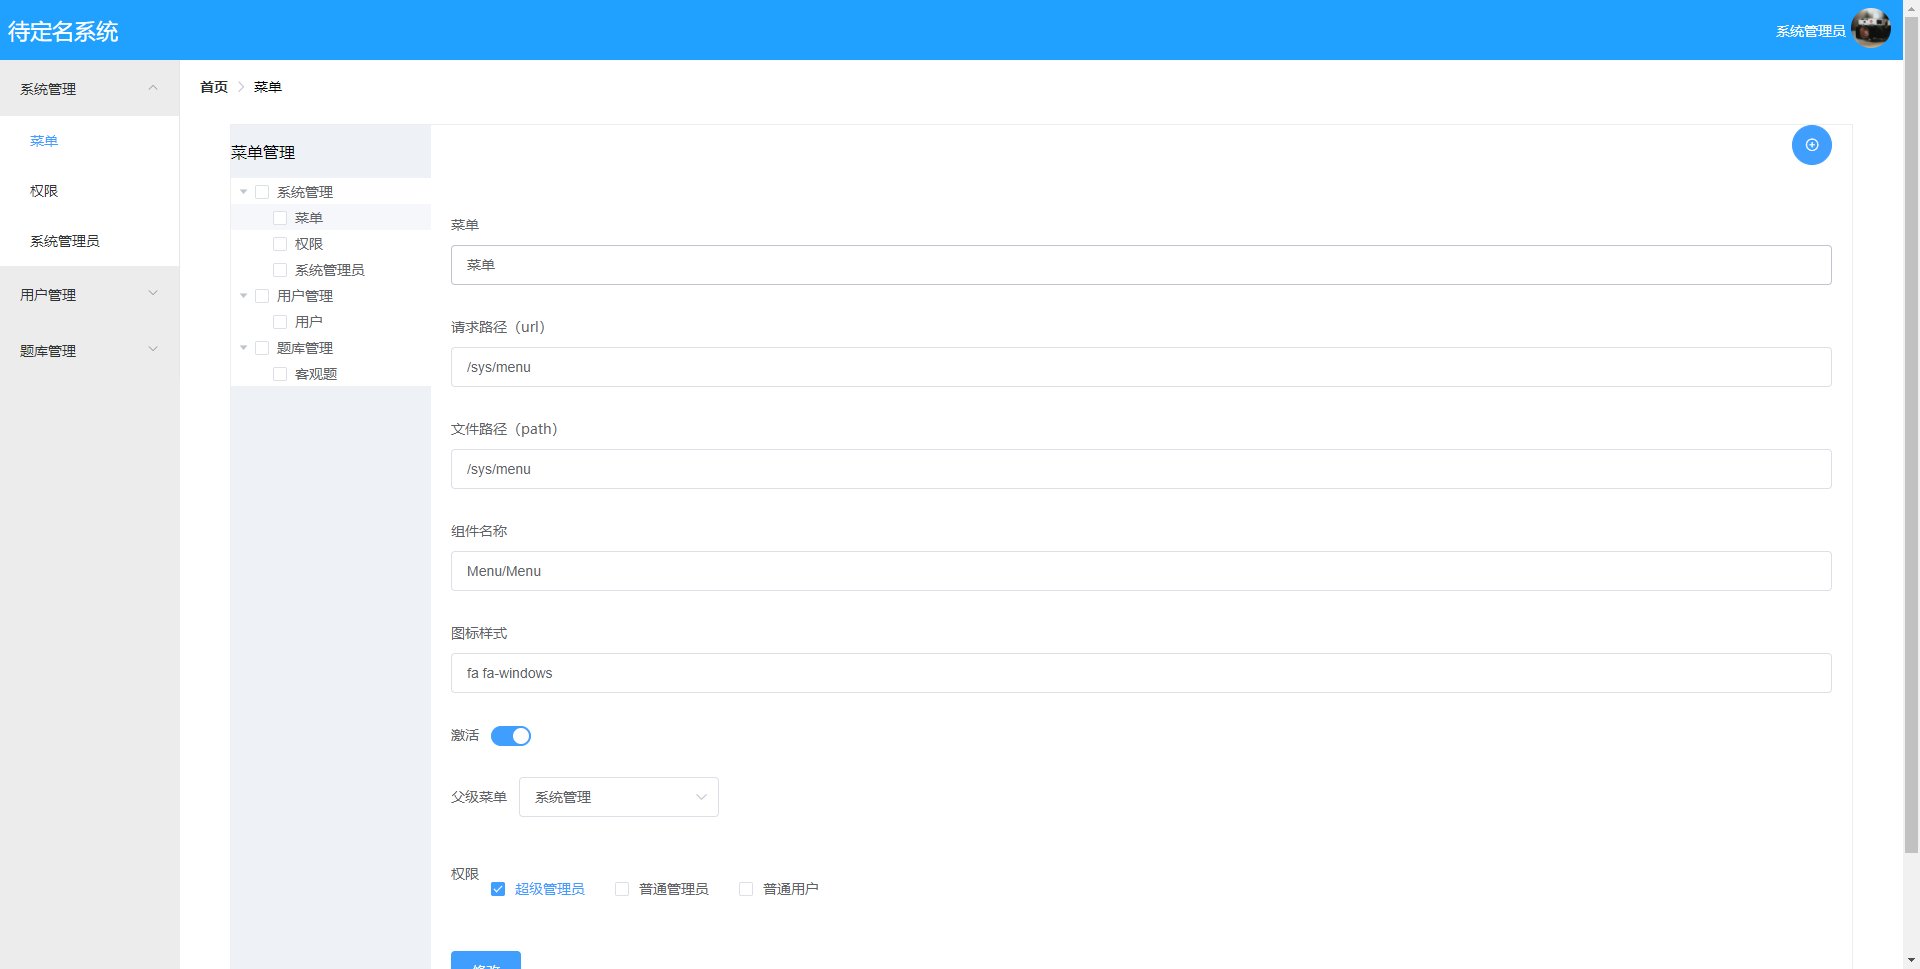 待定名系统
系统管理员
系统管理
菜单
权限
系统管理员
用户管理
题库管理
首页 菜单
菜单管理
系统管理
菜单
权限
系统管理员
用户管理
用户
题库管理
客观题
菜单
菜单
请求路径（url）
/sys/menu
文件路径（path）
/sys/menu
组件名称
Menu/Menu
图标样式
fa fa-windows
激活
父级菜单 系统管理
权限
超级管理员 普通管理员 普通用户
修改